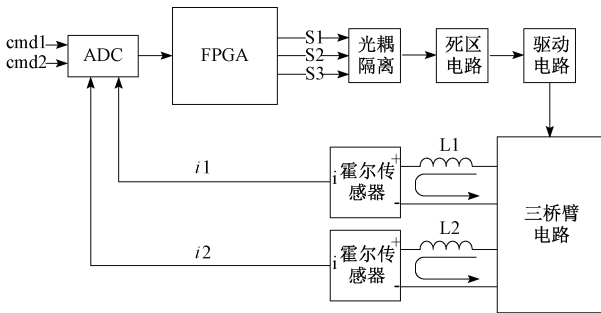 cmd1
cmd2
ADC
FPGA
S1
S2
S3
光耦
隔离
死区
电路
驱动
电路
L1
i1
i
霍尔传
感器
+
-
三桥臂
电路
L2
i2
i
霍尔传
感器
+
-